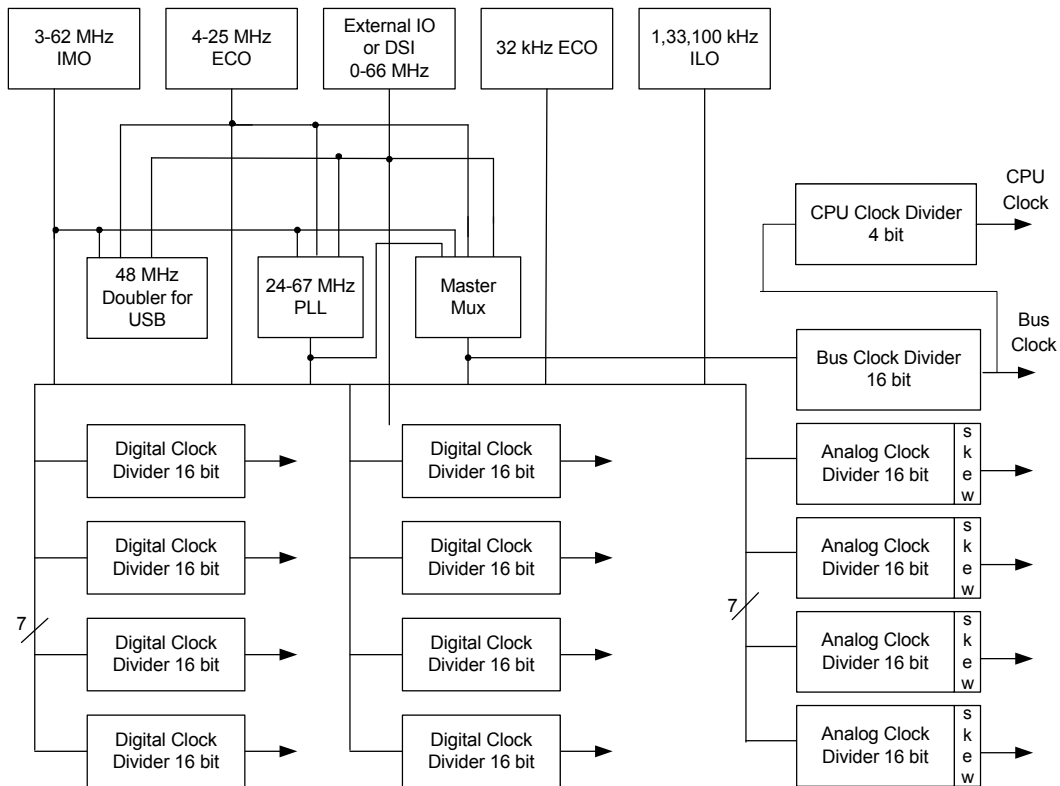 3-62 MHz
IMO
4-25 MHz
ECO
External IO
or DSI
0-66 MHz
32 kHz ECO
1,33,100 kHz
ILO
CPU
Clock
CPU Clock Divider
4 bit
48 MHz
Doubler for
USB
24-67 MHz
PLL
Master
Mux
Bus
Clock
Bus Clock Divider
16 bit
Digital Clock
Divider 16 bit
Digital Clock
Divider 16 bit
Analog Clock
Divider 16 bit
s
k
e
w
Digital Clock
Divider 16 bit
Digital Clock
Divider 16 bit
Analog Clock
Divider 16 bit
s
k
e
w
7
7
Digital Clock
Divider 16 bit
Digital Clock
Divider 16 bit
Analog Clock
Divider 16 bit
s
k
e
w
Digital Clock
Divider 16 bit
Digital Clock
Divider 16 bit
Analog Clock
Divider 16 bit
s
k
e
w